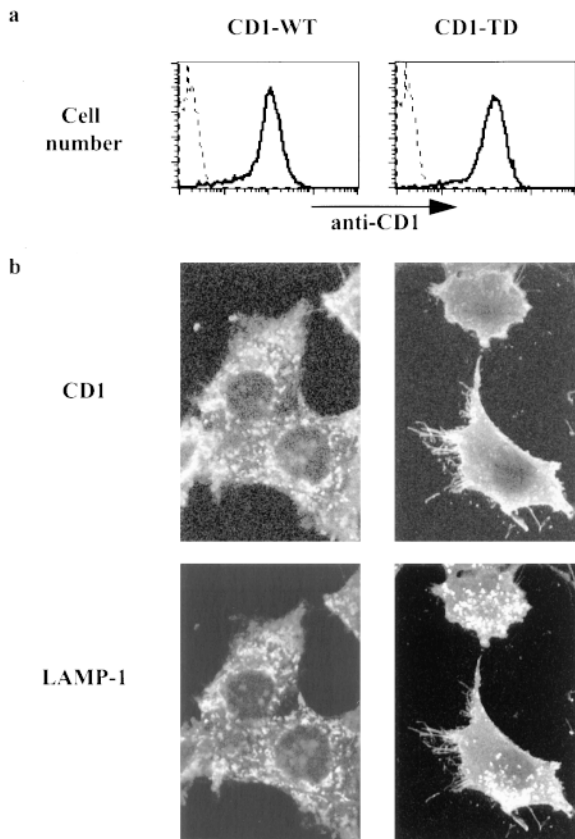 a
CD1-WT CD1-TD
Cell
number
anti-CD1
b
CD1
LAMP-1